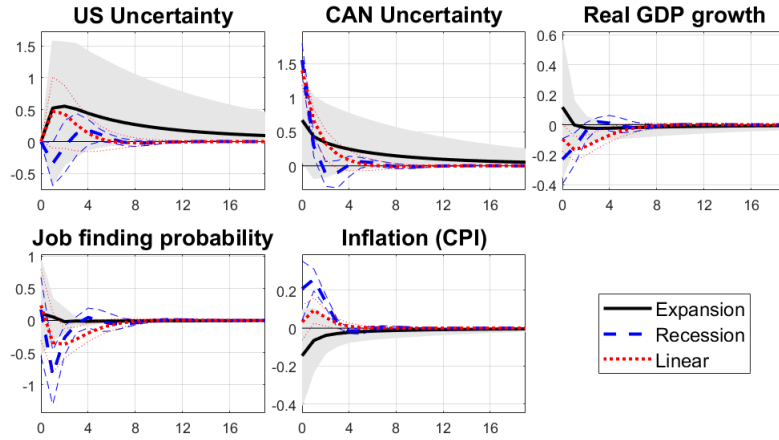 US Uncertainty
CAN Uncertainty
Real GDP growth
1.5
1
0.5
0
-0.5
0 4 8 12 16
1.5
1
0.5
0
0 4 8 12 16
0.6
0.4
0.2
0
-0.2
-0.4
0 4 8 12 16
Job finding probability
Inflation (CPI)
1
0.5
0
-0.5
-1
0 4 8 12 16
0.2
0
-0.2
-0.4
0 4 8 12 16
Expansion
Recession
Linear